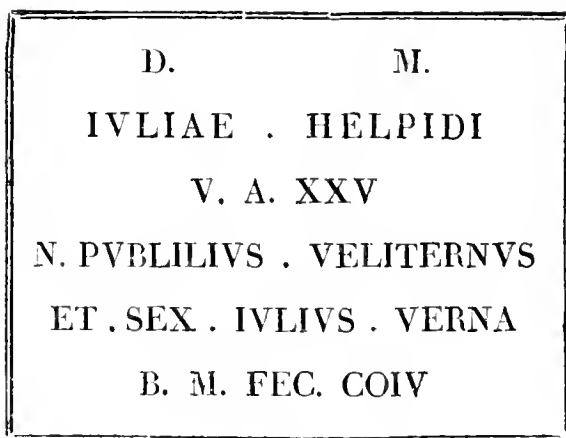 D. M.
IVLIAE . HELPIDI
V. A. XXV
N. PVBLILIVS . VELITERNVS
ET . SEX . IVLIVS . VERNA
B. M. FEC. COIV